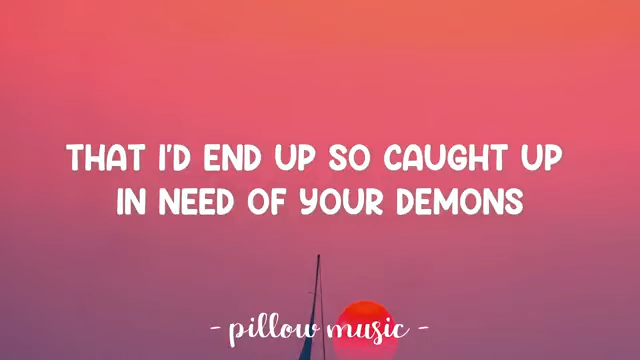 THAT I'D END UP SO CAUGHT UP
IN NEED OF YOUR DEMONS
- pillow music -